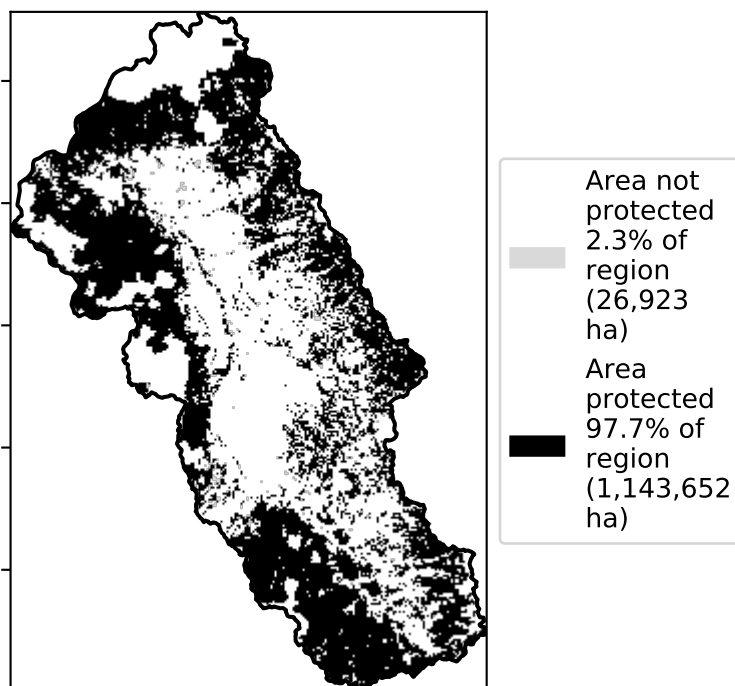 Area not
protected
2.3% of
region
(26,923
ha)
Area
protected
97.7% of
region
(1,143,652
ha)